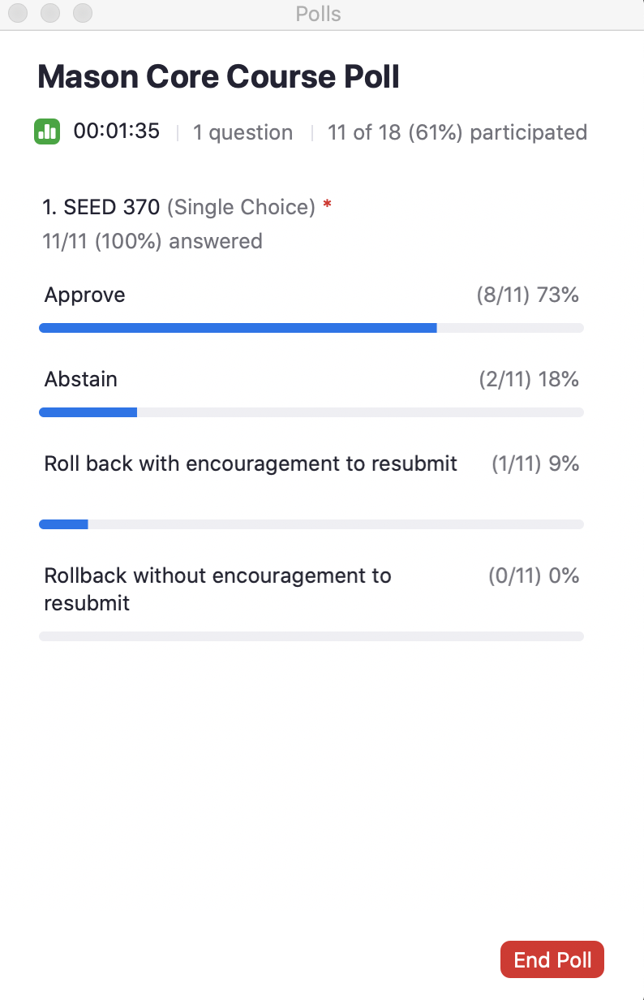 Polls
Mason Core Course Poll
00:01:35 | 1 question | 11 of 18 (61%) participated
1. SEED 370 (Single Choice) *
11/11 (100%) answered
Approve (8/11) 73%
Abstain (2/11) 18%
Roll back with encouragement to resubmit (1/11) 9%
Rollback without encouragement to (0/11) 0%
resubmit
End Poll